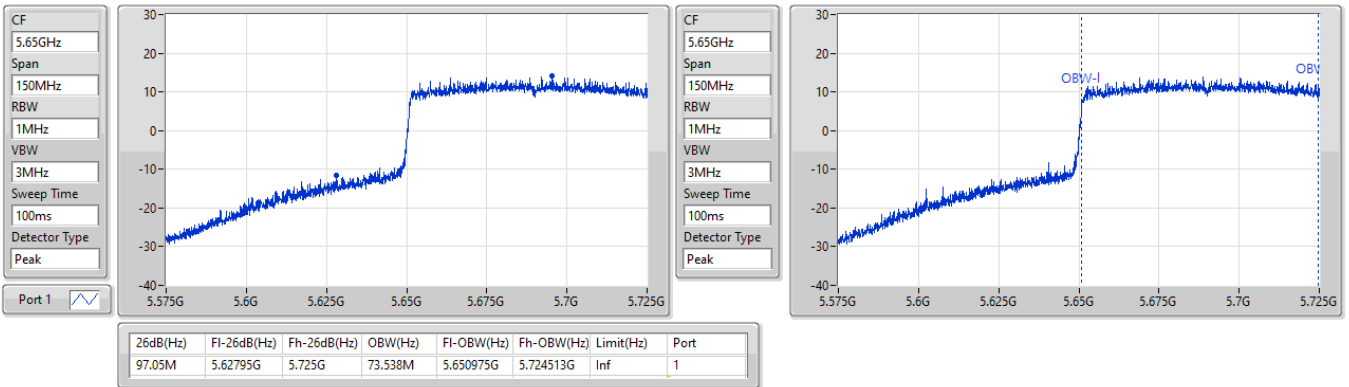 CF
5.65GHz
Span
150MHz
RBW
1MHz
VBW
3MHz
Sweep Time
100ms
Detector Type
Peak
Port 1
30
20
10
0
-10
-20
-30
-40
5.575G 5.6G 5.625G 5.65G 5.675G 5.7G 5.725G
CF
5.65GHz
Span
150MHz
RBW
1MHz
VBW
3MHz
Sweep Time
100ms
Detector Type
Peak
30
20
10
0
-10
-20
-30
-40
OBW-l
OBW
5.575G 5.6G 5.625G 5.65G 5.675G 5.7G 5.725G
26dB(Hz) Fl-26dB(Hz) Fh-26dB(Hz) OBW(Hz) Fl-OBW(Hz) Fh-OBW(Hz) Limit(Hz) Port
97.05M 5.62795G 5.725G 73.538M 5.650975G 5.724513G Inf 1